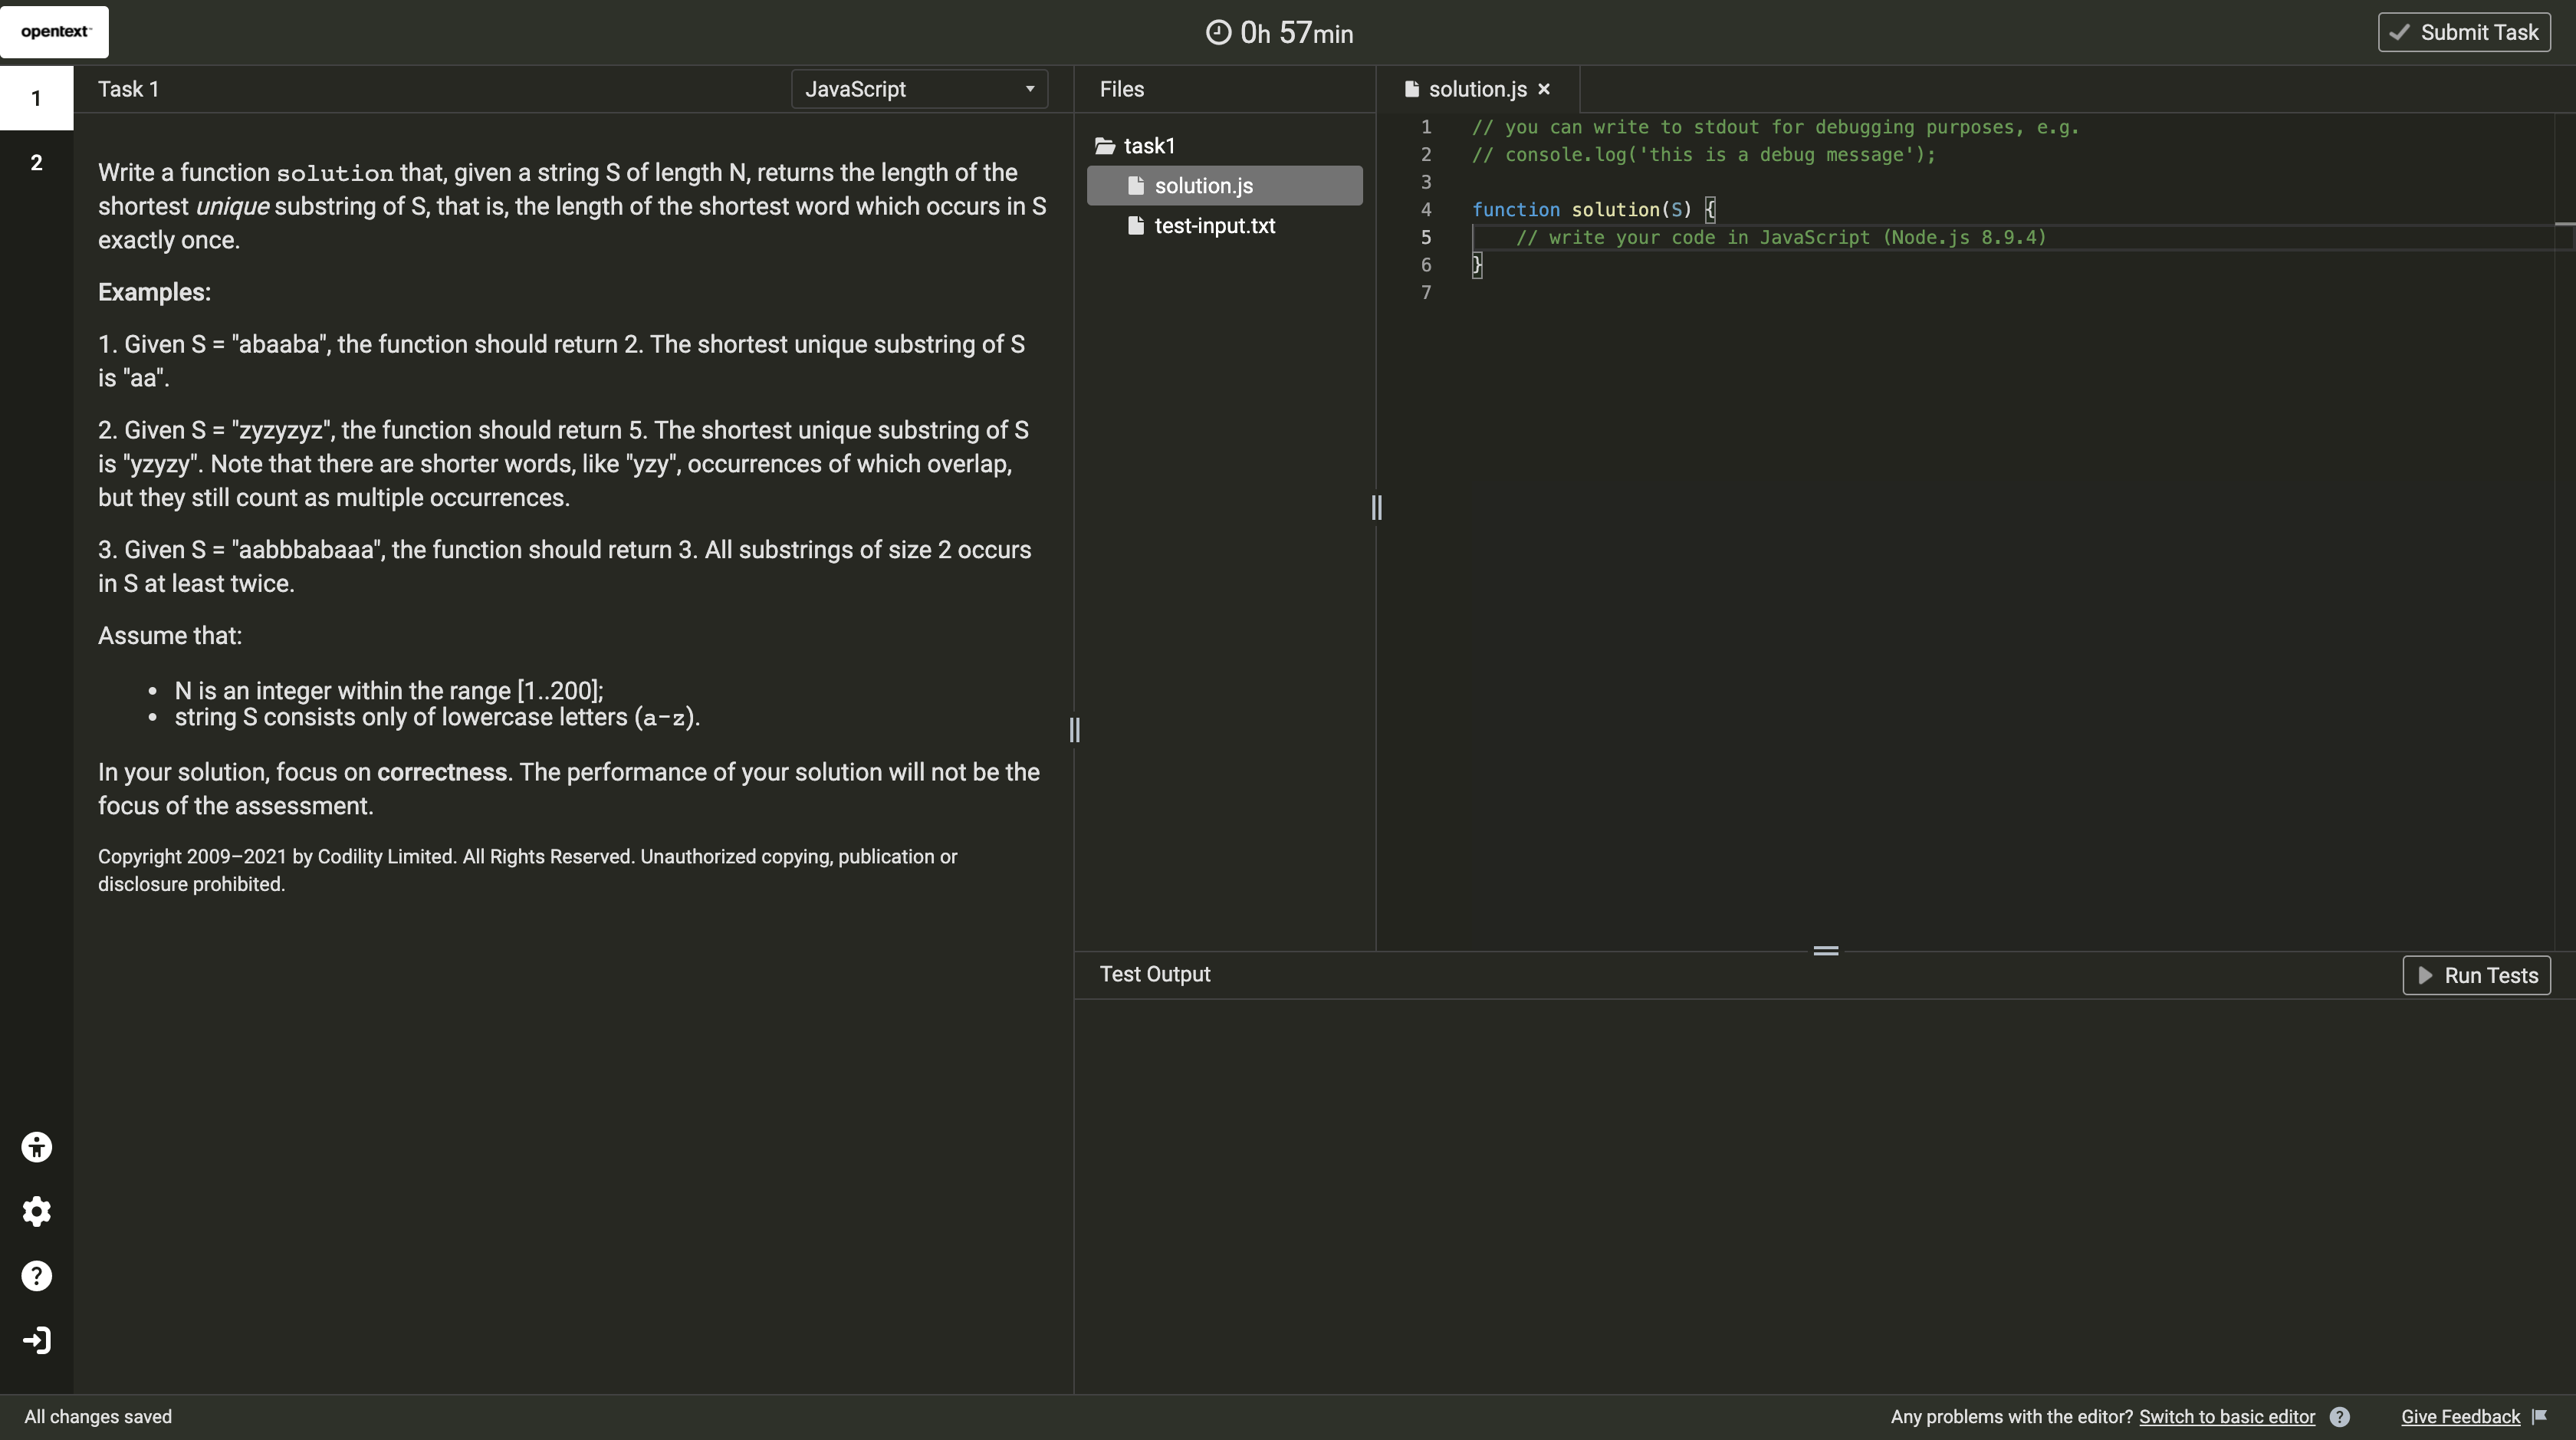 opentext™
0h 57min
Submit Task
1
Task 1
JavaScript
Files
solution.js ×
2
Write a function solution that, given a string S of length N, returns the length of the
shortest unique substring of S, that is, the length of the shortest word which occurs in S
exactly once.
Examples:
1. Given S = "abaaba", the function should return 2. The shortest unique substring of S
is "aa".
2. Given S = "zyzyzyz", the function should return 5. The shortest unique substring of S
is "yzyzy". Note that there are shorter words, like "yzy", occurrences of which overlap,
but they still count as multiple occurrences.
3. Given S = "aabbbabaaa", the function should return 3. All substrings of size 2 occurs
in S at least twice.
Assume that:
• N is an integer within the range [1..200];
• string S consists only of lowercase letters (a-z).
In your solution, focus on correctness. The performance of your solution will not be the
focus of the assessment.
Copyright 2009–2021 by Codility Limited. All Rights Reserved. Unauthorized copying, publication or
disclosure prohibited.
task1
solution.js
test-input.txt
1 // you can write to stdout for debugging purposes, e.g.
2 // console.log('this is a debug message');
3
4 function solution(S) {
5 // write your code in JavaScript (Node.js 8.9.4)
6 }
7
Test Output
Run Tests
All changes saved
Any problems with the editor? Switch to basic editor ?
Give Feedback